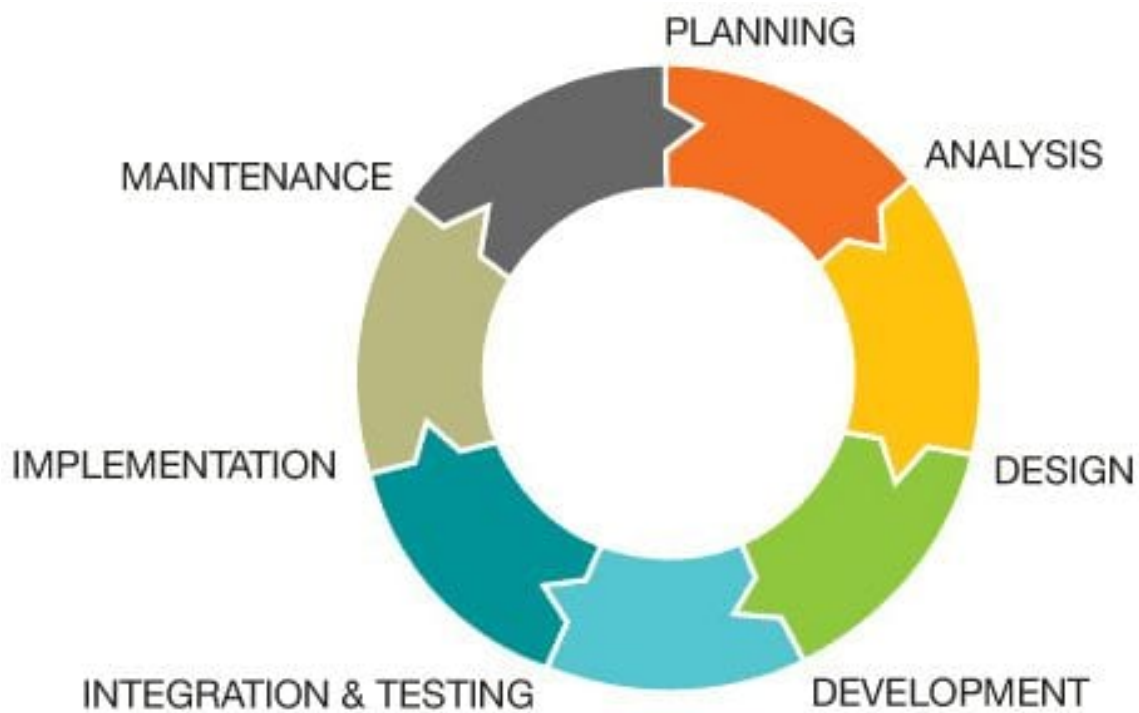 PLANNING
ANALYSIS
DESIGN
DEVELOPMENT
INTEGRATION & TESTING
IMPLEMENTATION
MAINTENANCE